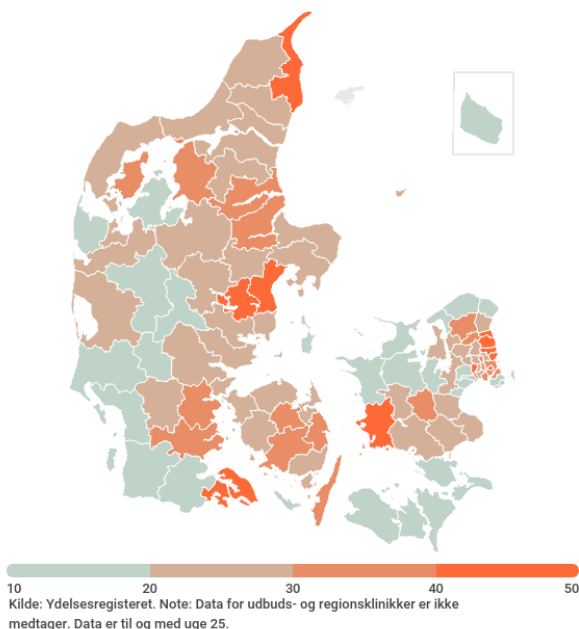 10 20 30 40 50
Kilde: Ydelsesregisteret. Note: Data for udbuds- og regionsklinikker er ikke
medtager. Data er til og med uge 25.